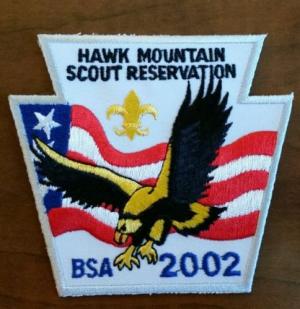 HAWK MOUNTAIN
SCOUT RESERVATION
BSA 2002